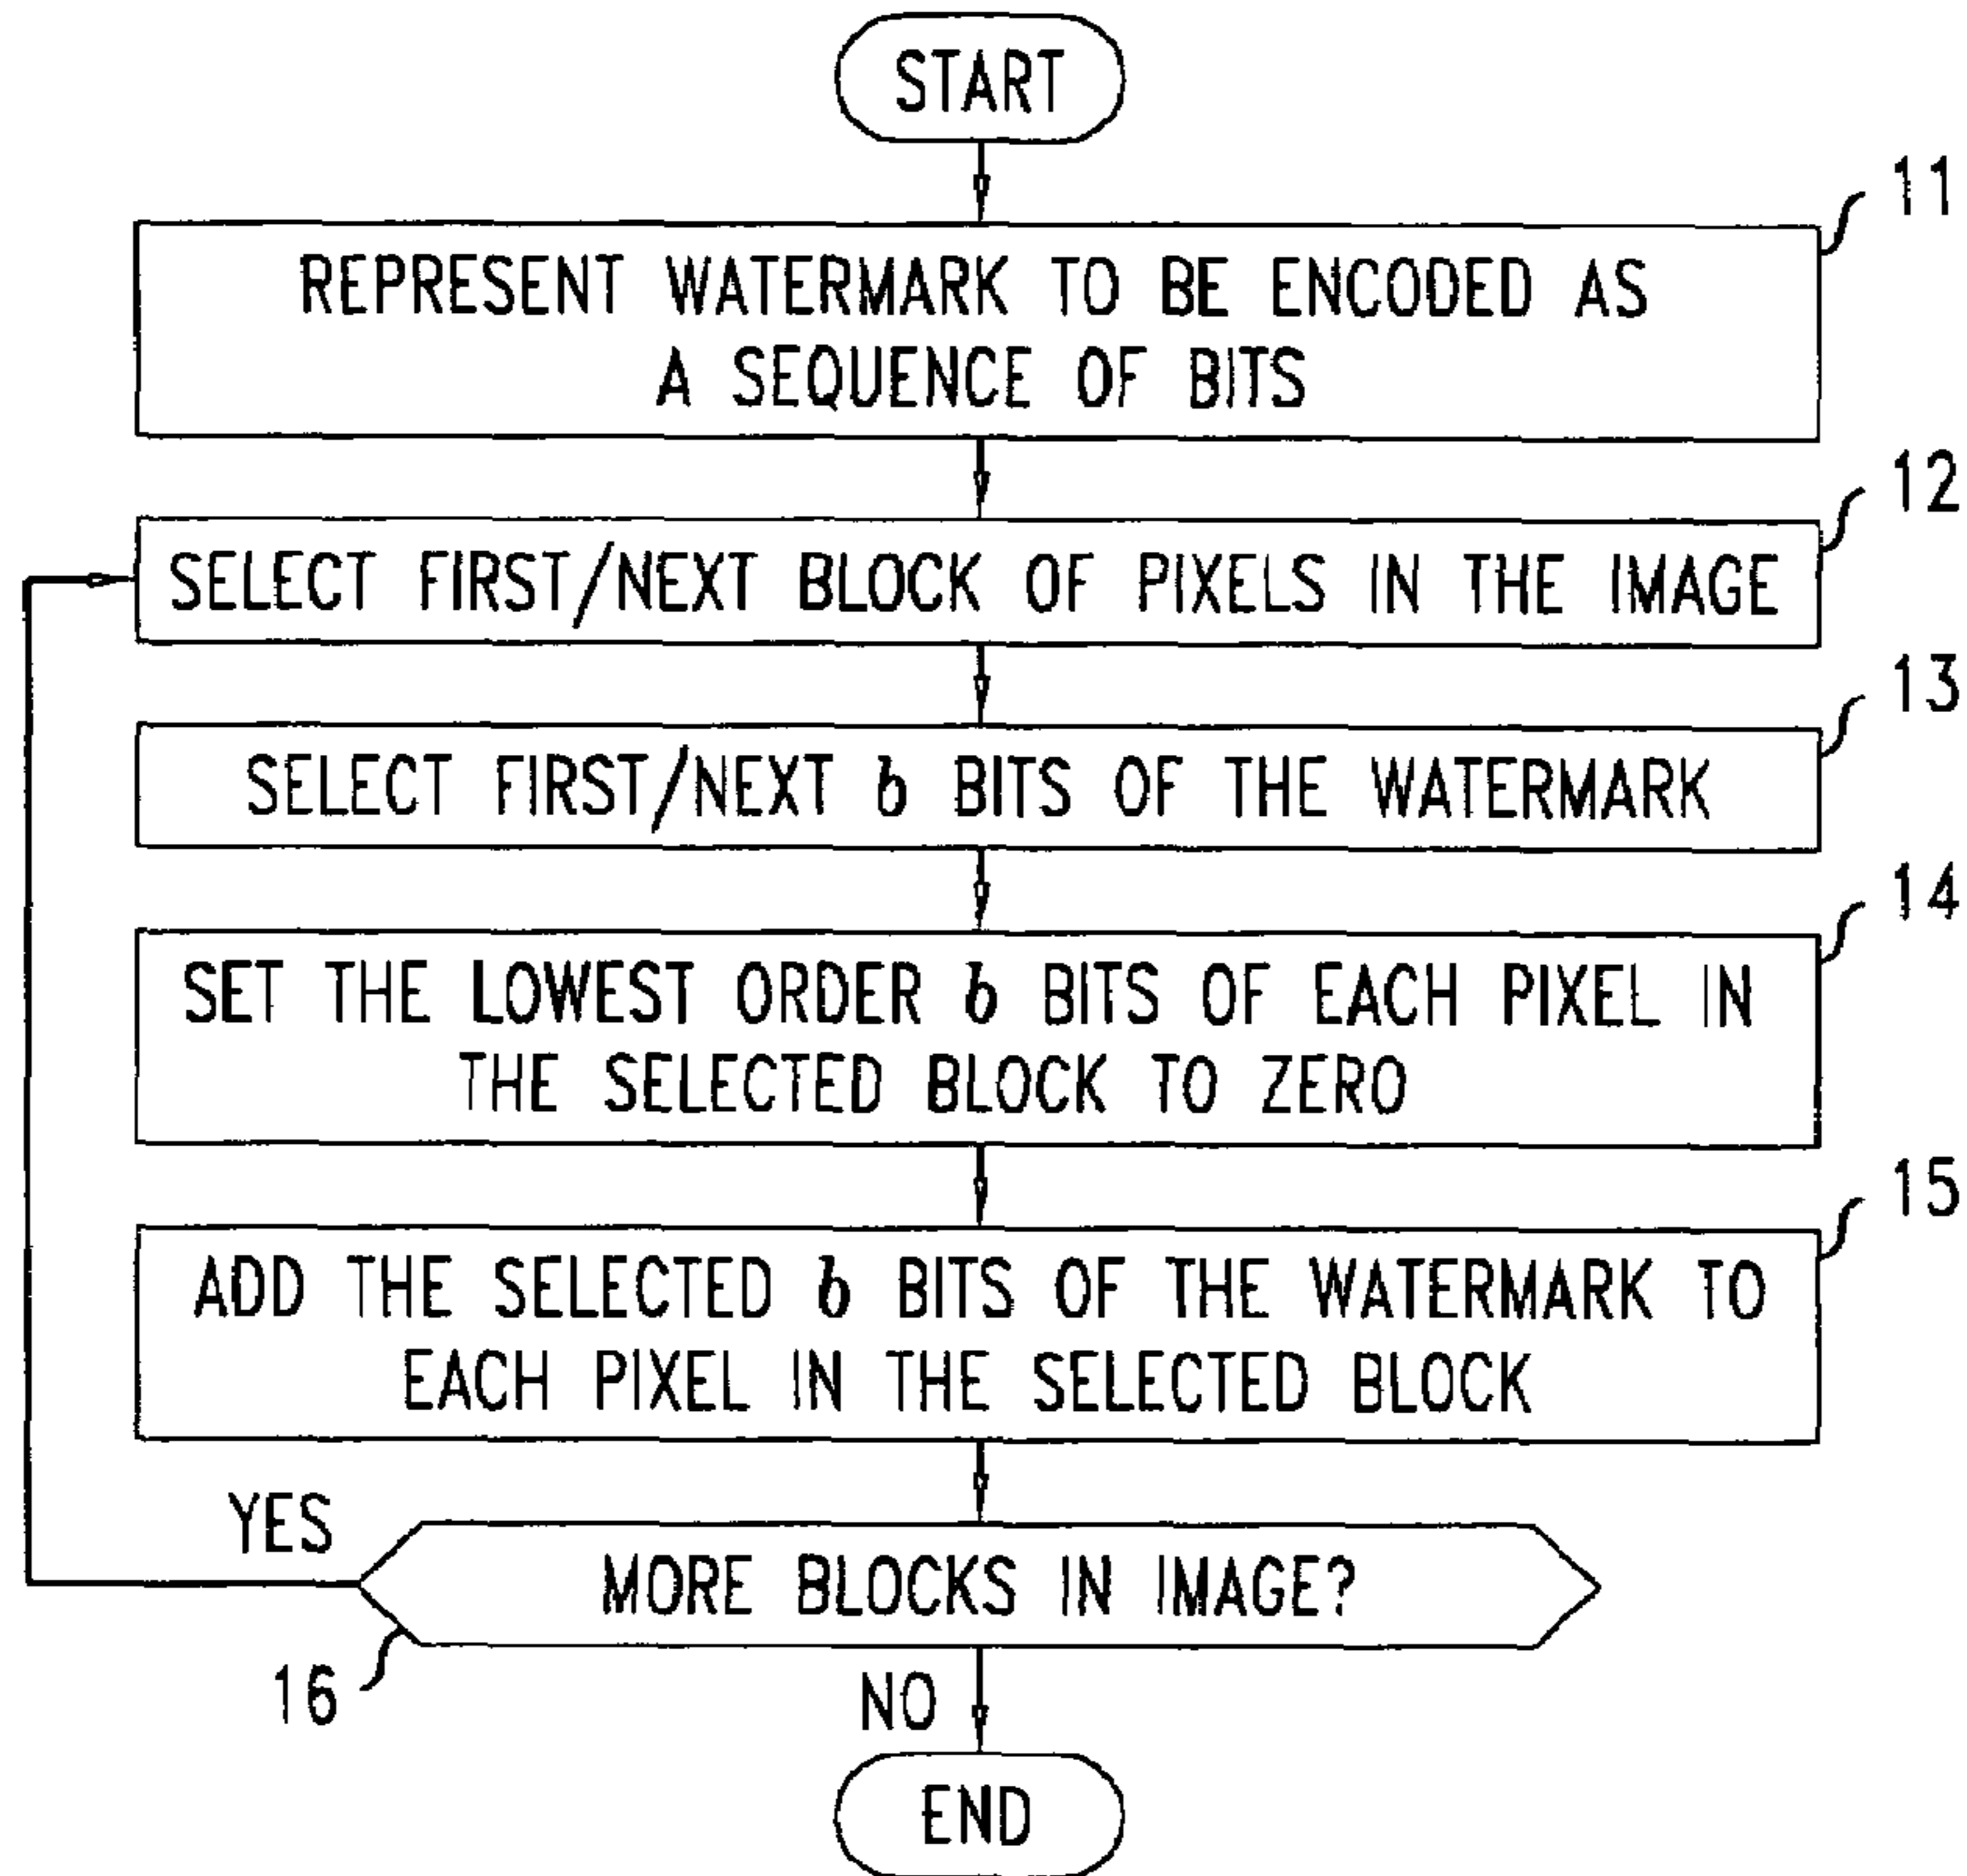 START
11
REPRESENT WATERMARK TO BE ENCODED AS
A SEQUENCE OF BITS
12
SELECT FIRST/NEXT BLOCK OF PIXELS IN THE IMAGE
13
SELECT FIRST/NEXT b BITS OF THE WATERMARK
14
SET THE LOWEST ORDER b BITS OF EACH PIXEL IN
THE SELECTED BLOCK TO ZERO
15
ADD THE SELECTED b BITS OF THE WATERMARK TO
EACH PIXEL IN THE SELECTED BLOCK
YES
MORE BLOCKS IN IMAGE?
16
NO
END